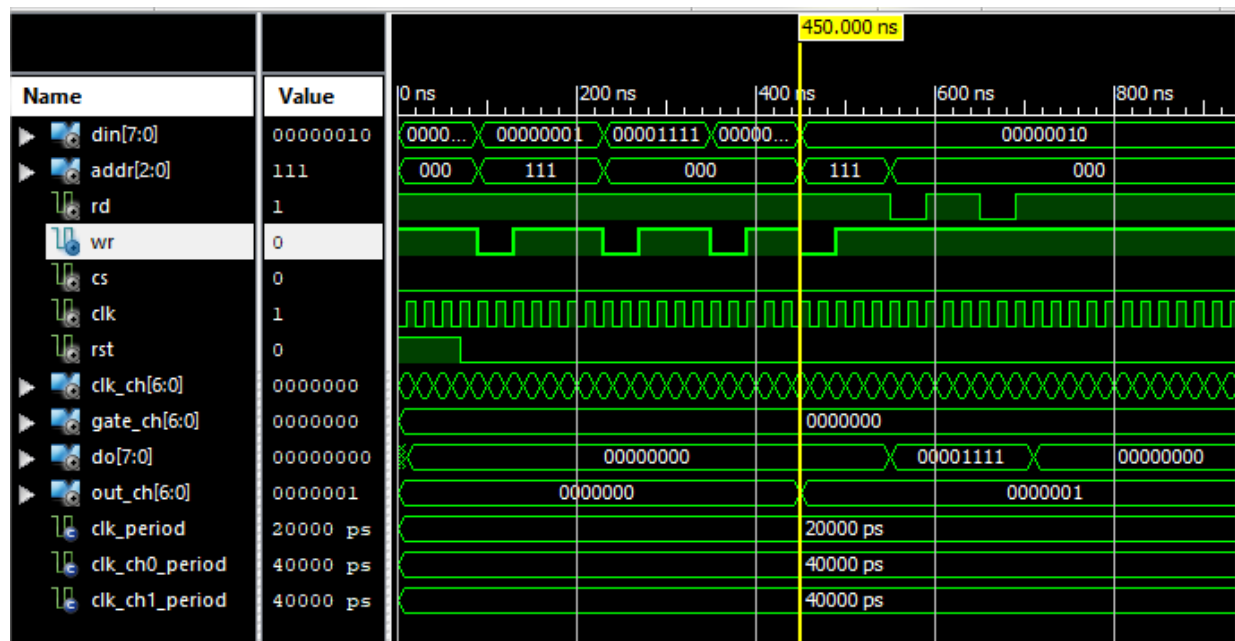 450.000 ns
Name Value 0 ns 200 ns 400 ns 600 ns 800 ns
din[7:0] 00000010 0000... 00000001 00001111 00000... 00000010
addr[2:0] 111 000 111 000 111 000
rd 1
wr 0
cs 0
clk 1
rst 0
clk_ch[6:0] 0000000
gate_ch[6:0] 0000000 0000000
do[7:0] 00000000 00000000 00001111 00000000
out_ch[6:0] 0000001 0000000 0000001
clk_period 20000 ps 20000 ps
clk_ch0_period 40000 ps 40000 ps
clk_ch1_period 40000 ps 40000 ps